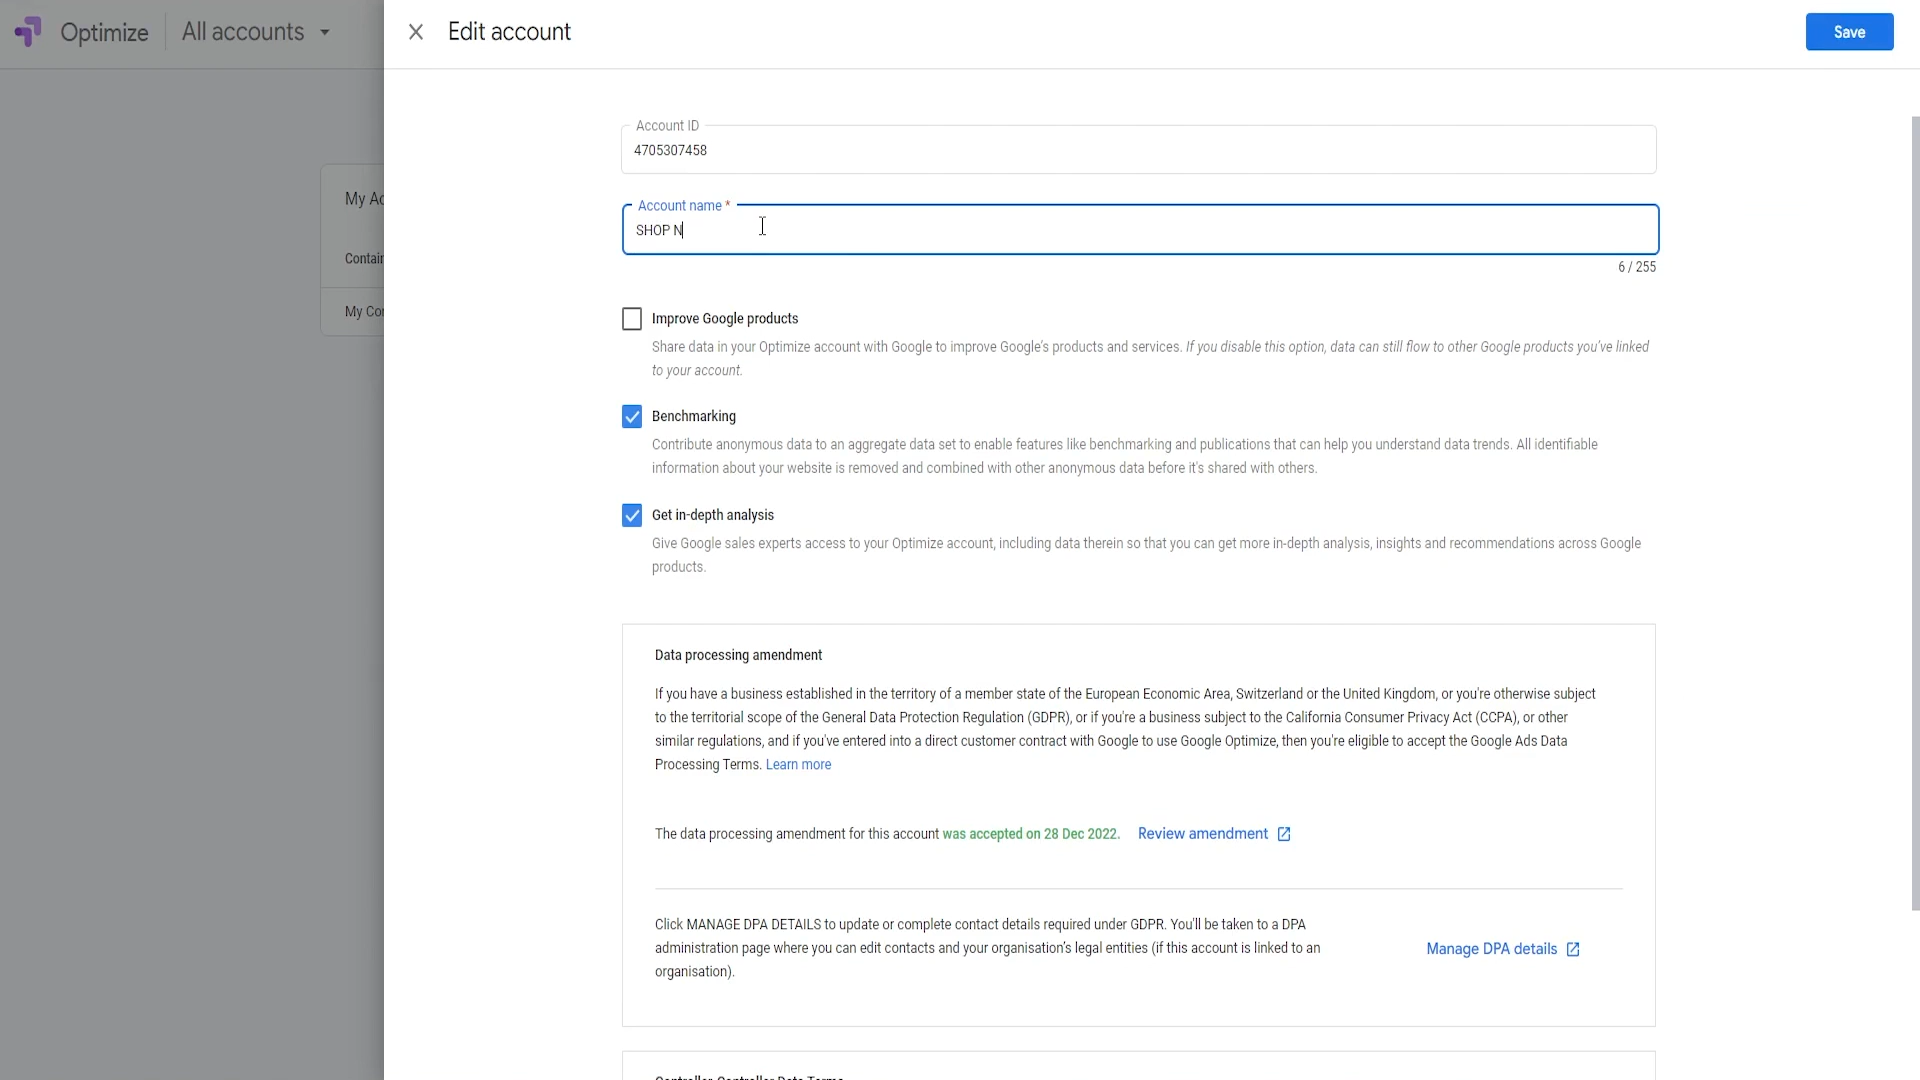 Optimize
All accounts
Edit account
Save
Account ID
4705307458
My Ac
Account name *
SHOP N
Contain
6 / 255
My Con
Improve Google products
Share data in your Optimize account with Google to improve Google's products and services. If you disable this option, data can still flow to other Google products you've linked
to your account.
Benchmarking
Contribute anonymous data to an aggregate data set to enable features like benchmarking and publications that can help you understand data trends. All identifiable
information about your website is removed and combined with other anonymous data before it's shared with others.
Get in-depth analysis
Give Google sales experts access to your Optimize account, including data therein so that you can get more in-depth analysis, insights and recommendations across Google
products.
Data processing amendment
If you have a business established in the territory of a member state of the European Economic Area, Switzerland or the United Kingdom, or you're otherwise subject
to the territorial scope of the General Data Protection Regulation (GDPR), or if you're a business subject to the California Consumer Privacy Act (CCPA), or other
similar regulations, and if you've entered into a direct customer contract with Google to use Google Optimize, then you're eligible to accept the Google Ads Data
Processing Terms. Learn more
The data processing amendment for this account was accepted on 28 Dec 2022. Review amendment
Click MANAGE DPA DETAILS to update or complete contact details required under GDPR. You'll be taken to a DPA
administration page where you can edit contacts and your organisation's legal entities (if this account is linked to an
organisation).
Manage DPA details
Controller-Controller Data Terms